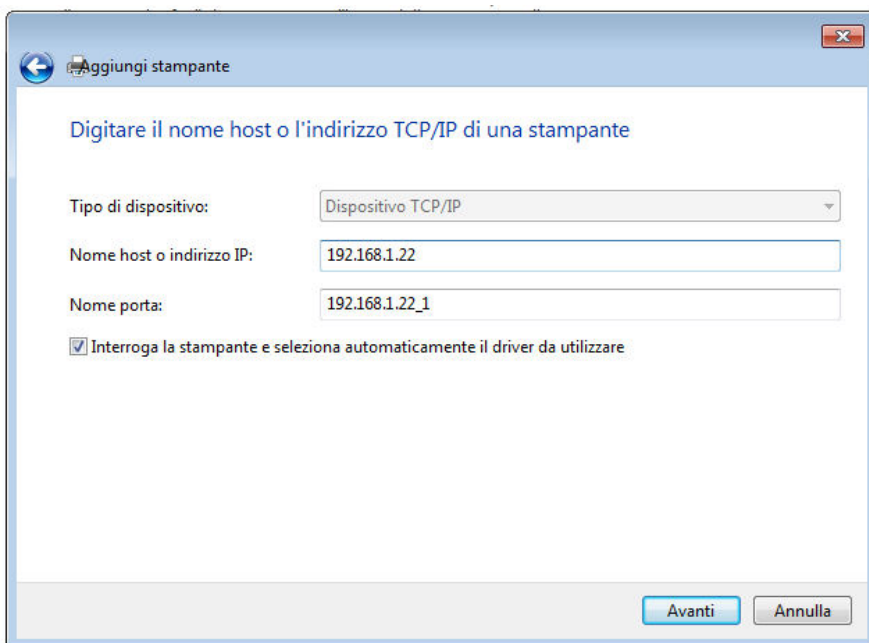 Aggiungi stampante
Digitare il nome host o l'indirizzo TCP/IP di una stampante
Tipo di dispositivo: Dispositivo TCP/IP
Nome host o indirizzo IP: 192.168.1.22
Nome porta: 192.168.1.22_1
Interroga la stampante e seleziona automaticamente il driver da utilizzare
Avanti Annulla